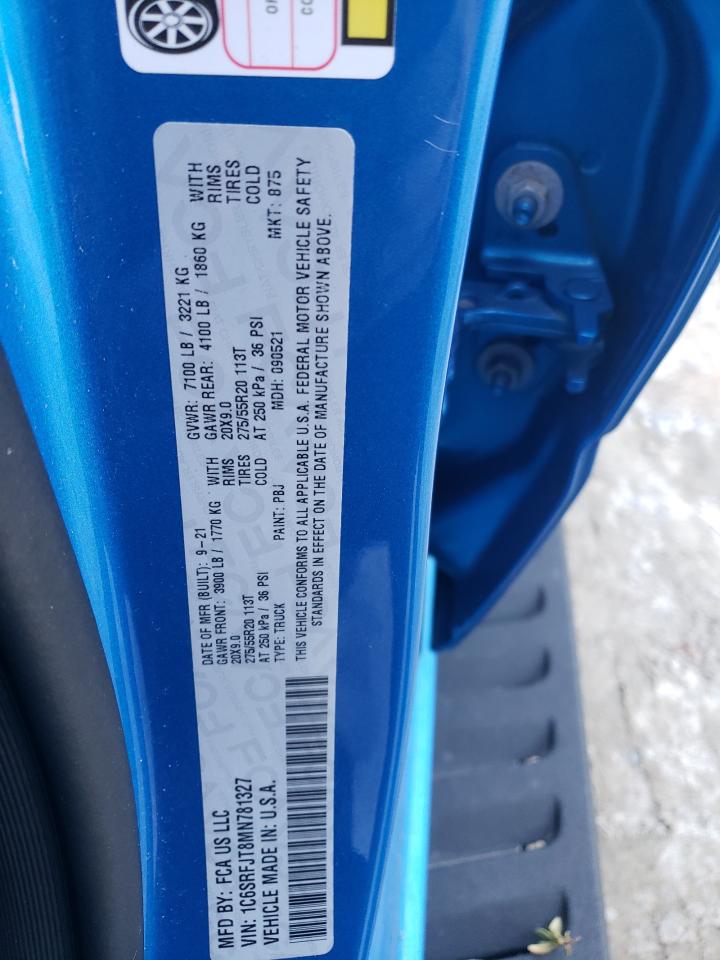 MFD BY: FCA US LLC
VIN: 1C6SRFJT8MN781327
VEHICLE MADE IN: U.S.A.
DATE OF MFR (BUILT): 9-21
GAWR FRONT: 3900 LB / 1770 KG WITH
20X9.0 RIMS
275/55R20 113T TIRES
AT 250 kPa / 36 PSI COLD
TYPE: TRUCK PAINT: PBJ
GVWR: 7100 LB / 3221 KG
GAWR REAR: 4100 LB / 1860 KG WITH
20X9.0 RIMS
275/55R20 113T TIRES
AT 250 kPa / 36 PSI COLD
MDH: 090521 MKT: 875
THIS VEHICLE CONFORMS TO ALL APPLICABLE U.S.A. FEDERAL MOTOR VEHICLE SAFETY
STANDARDS IN EFFECT ON THE DATE OF MANUFACTURE SHOWN ABOVE.